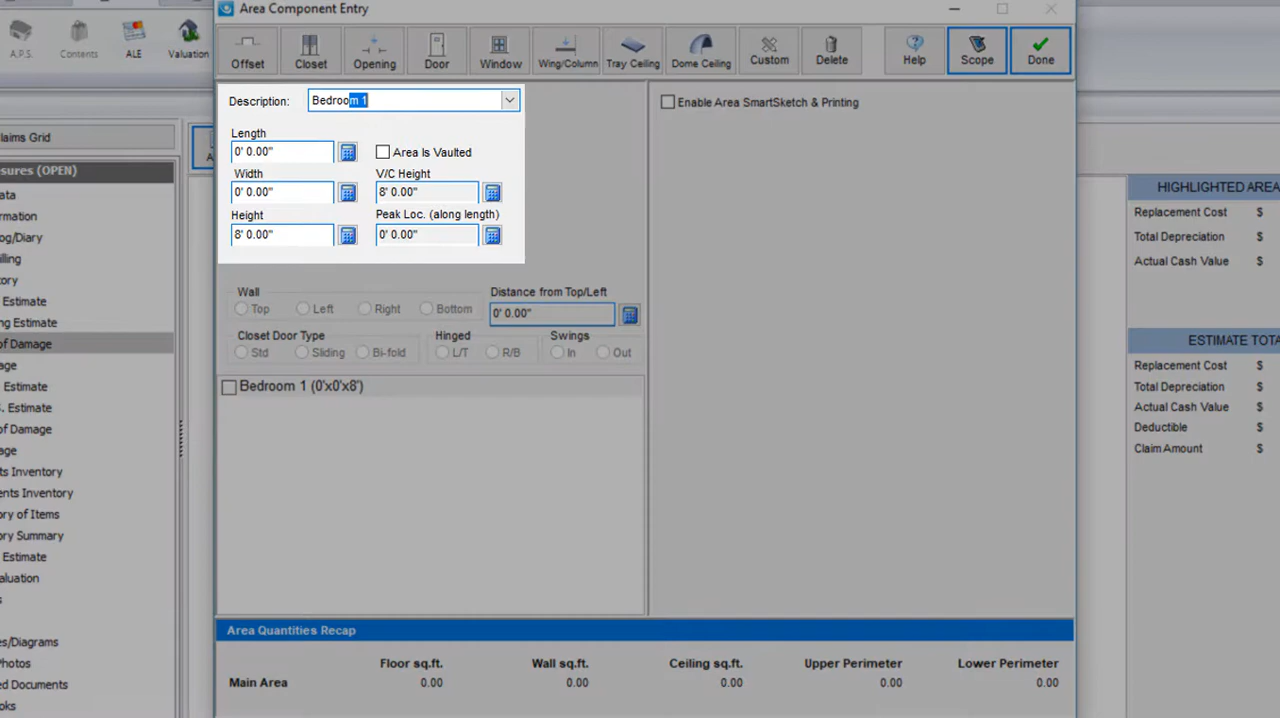 Area Component Entry
A.P.S.
Contents
ALE
Valuation
Offset
Closet
Opening
Door
Window
Wing/Column
Tray Ceiling
Dome Ceiling
Custom
Delete
Help
Scope
Done
laims Grid
sures (OPEN)
ata
ormation
og/Diary
illing
ory
Estimate
ng Estimate
of Damage
age
Estimate
. Estimate
of Damage
age
ts Inventory
ents Inventory
ory of Items
ory Summary
Estimate
aluation
s
es/Diagrams
Photos
ed Documents
ks
Description: Bedroom 1
Length
0' 0.00"
Area Is Vaulted
Width
V/C Height
0' 0.00"
8' 0.00"
Height
Peak Loc. (along length)
8' 0.00"
0' 0.00"
Wall
Top Left Right Bottom
Distance from Top/Left
0' 0.00"
Closet Door Type
Std Sliding Bi-fold
Hinged
L/T R/B
Swings
In Out
Bedroom 1 (0'x0'x8')
Enable Area SmartSketch & Printing
HIGHLIGHTED AREA
Replacement Cost $
Total Depreciation $
Actual Cash Value $
ESTIMATE TOTA
Replacement Cost $
Total Depreciation $
Actual Cash Value $
Deductible $
Claim Amount $
Area Quantities Recap
Floor sq.ft. Wall sq.ft. Ceiling sq.ft. Upper Perimeter Lower Perimeter
Main Area 0.00 0.00 0.00 0.00 0.00